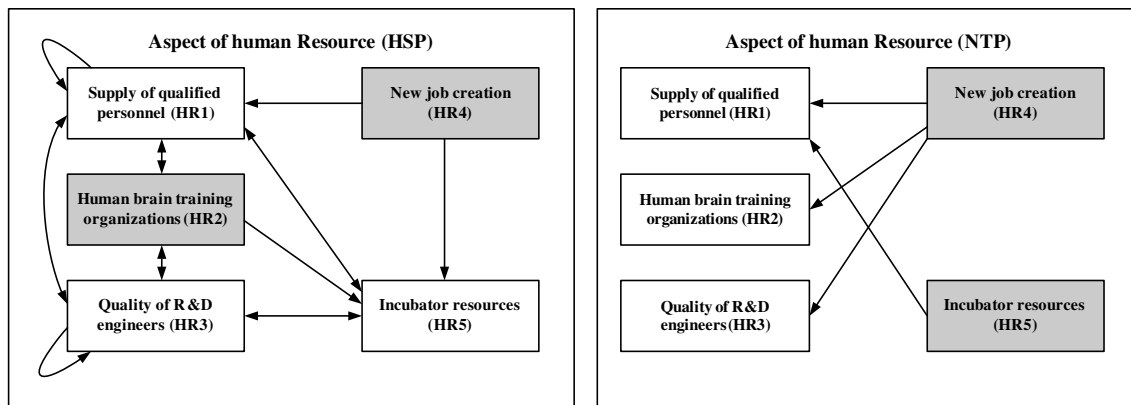 Aspect of human Resource (HSP)
Supply of qualified
personnel (HR1)
New job creation
(HR4)
Human brain training
organizations (HR2)
Quality of R&D
engineers (HR3)
Incubator resources
(HR5)
Aspect of human Resource (NTP)
Supply of qualified
personnel (HR1)
New job creation
(HR4)
Human brain training
organizations (HR2)
Quality of R&D
engineers (HR3)
Incubator resources
(HR5)